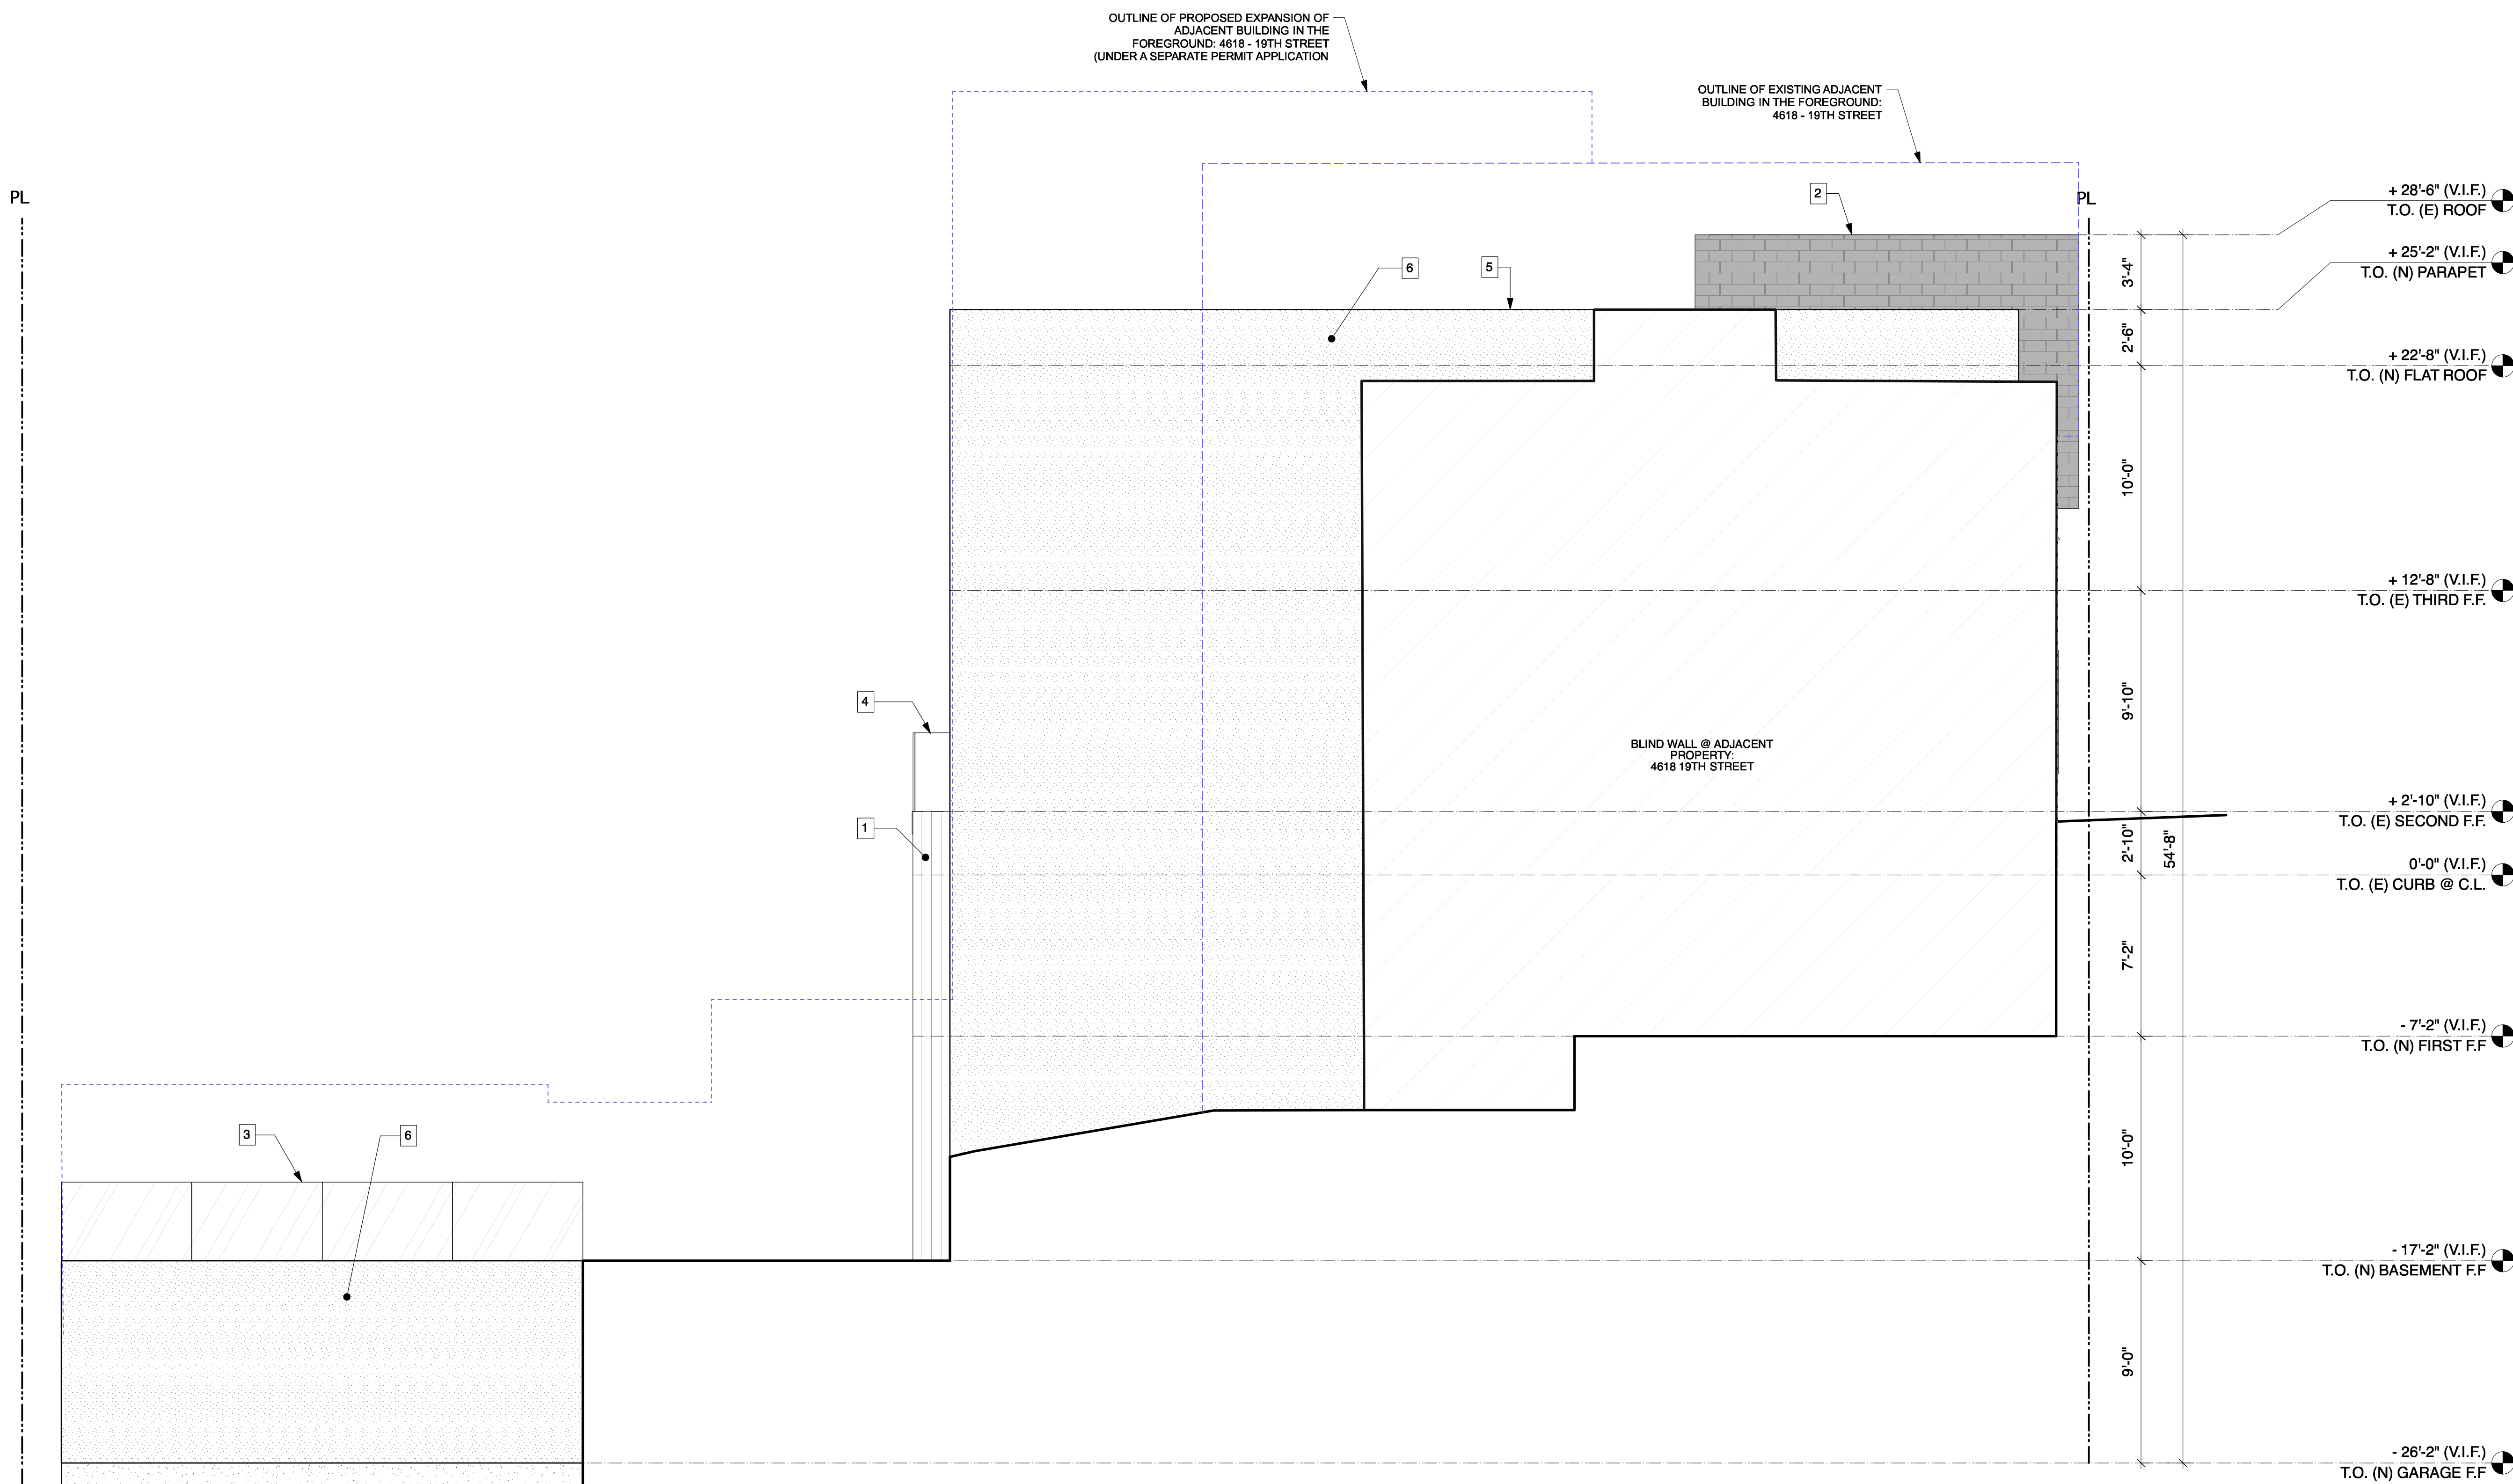 OUTLINE OF PROPOSED EXPANSION OF
ADJACENT BUILDING IN THE
FOREGROUND: 4618 - 19TH STREET
(UNDER A SEPARATE PERMIT APPLICATION
OUTLINE OF EXISTING ADJACENT
BUILDING IN THE FOREGROUND:
4618 - 19TH STREET
PL
PL
2
6
5
4
1
3
6
BLIND WALL @ ADJACENT
PROPERTY:
4618 19TH STREET
3'-4"
2'-6"
10'-0"
9'-10"
2'-10"
54'-8"
7'-2"
10'-0"
9'-0"
+ 28'-6" (V.I.F.)
T.O. (E) ROOF
+ 25'-2" (V.I.F.)
T.O. (N) PARAPET
+ 22'-8" (V.I.F.)
T.O. (N) FLAT ROOF
+ 12'-8" (V.I.F.)
T.O. (E) THIRD F.F.
+ 2'-10" (V.I.F.)
T.O. (E) SECOND F.F.
0'-0" (V.I.F.)
T.O. (E) CURB @ C.L.
- 7'-2" (V.I.F.)
T.O. (N) FIRST F.F
- 17'-2" (V.I.F.)
T.O. (N) BASEMENT F.F
- 26'-2" (V.I.F.)
T.O. (N) GARAGE F.F